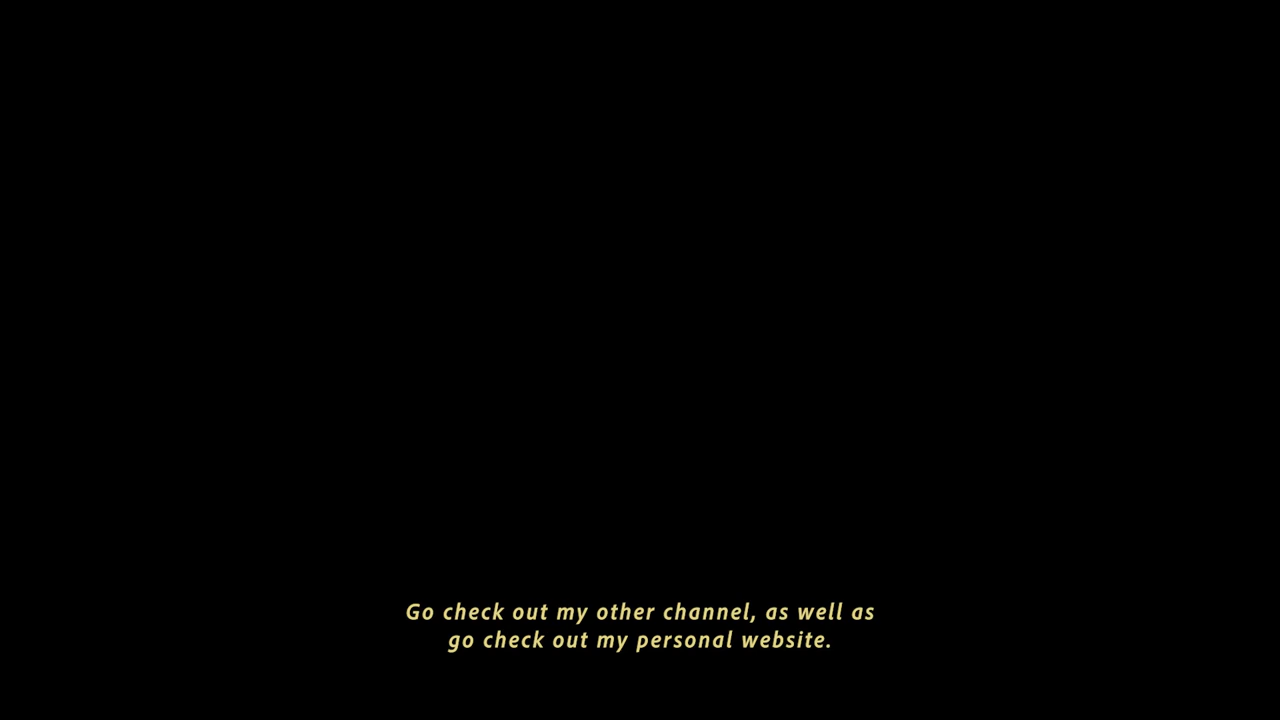 Go check out my other channel, as well as
go check out my personal website.